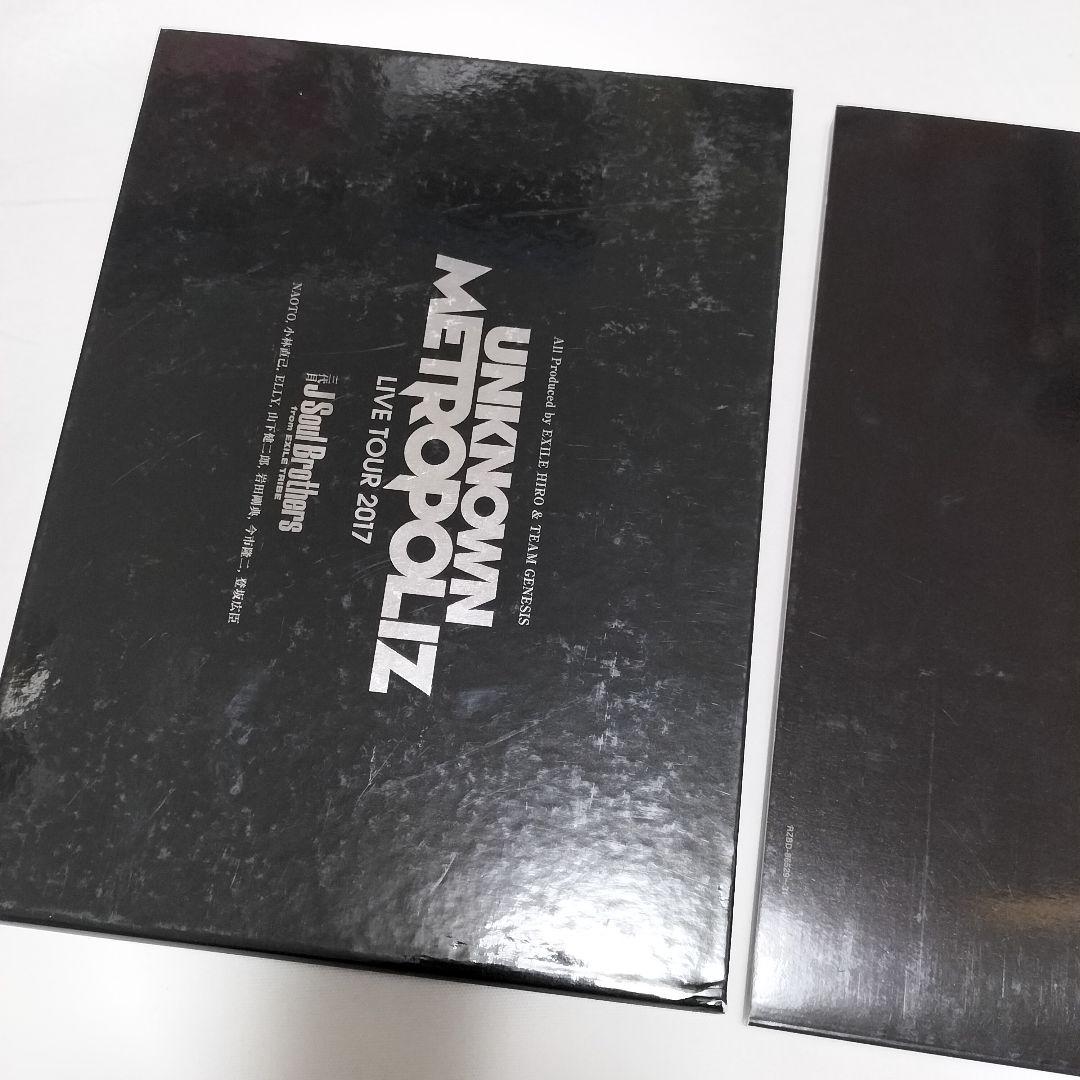 All Produced by EXILE HIRO & TEAM GENESIS
UNKNOWN
METROPOLIZ
LIVE TOUR 2017
三代目
J Soul Brothers
from EXILE TRIBE
NAOTO, 小林直己, ELLY, 山下健二郎, 岩田剛典, 今市隆二, 登坂広臣